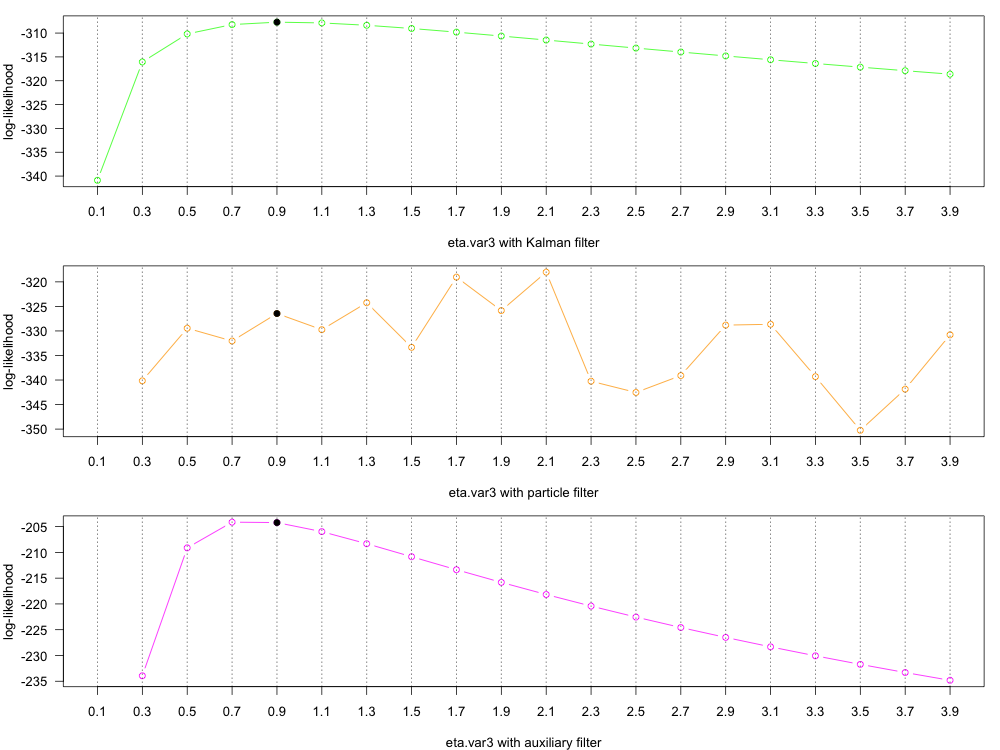 log-likelihood
-310
-315
-320
-325
-330
-335
-340
0.1 0.3 0.5 0.7 0.9 1.1 1.3 1.5 1.7 1.9 2.1 2.3 2.5 2.7 2.9 3.1 3.3 3.5 3.7 3.9
eta.var3 with Kalman filter
log-likelihood
-320
-325
-330
-335
-340
-345
-350
0.1 0.3 0.5 0.7 0.9 1.1 1.3 1.5 1.7 1.9 2.1 2.3 2.5 2.7 2.9 3.1 3.3 3.5 3.7 3.9
eta.var3 with particle filter
log-likelihood
-205
-210
-215
-220
-225
-230
-235
0.1 0.3 0.5 0.7 0.9 1.1 1.3 1.5 1.7 1.9 2.1 2.3 2.5 2.7 2.9 3.1 3.3 3.5 3.7 3.9
eta.var3 with auxiliary filter